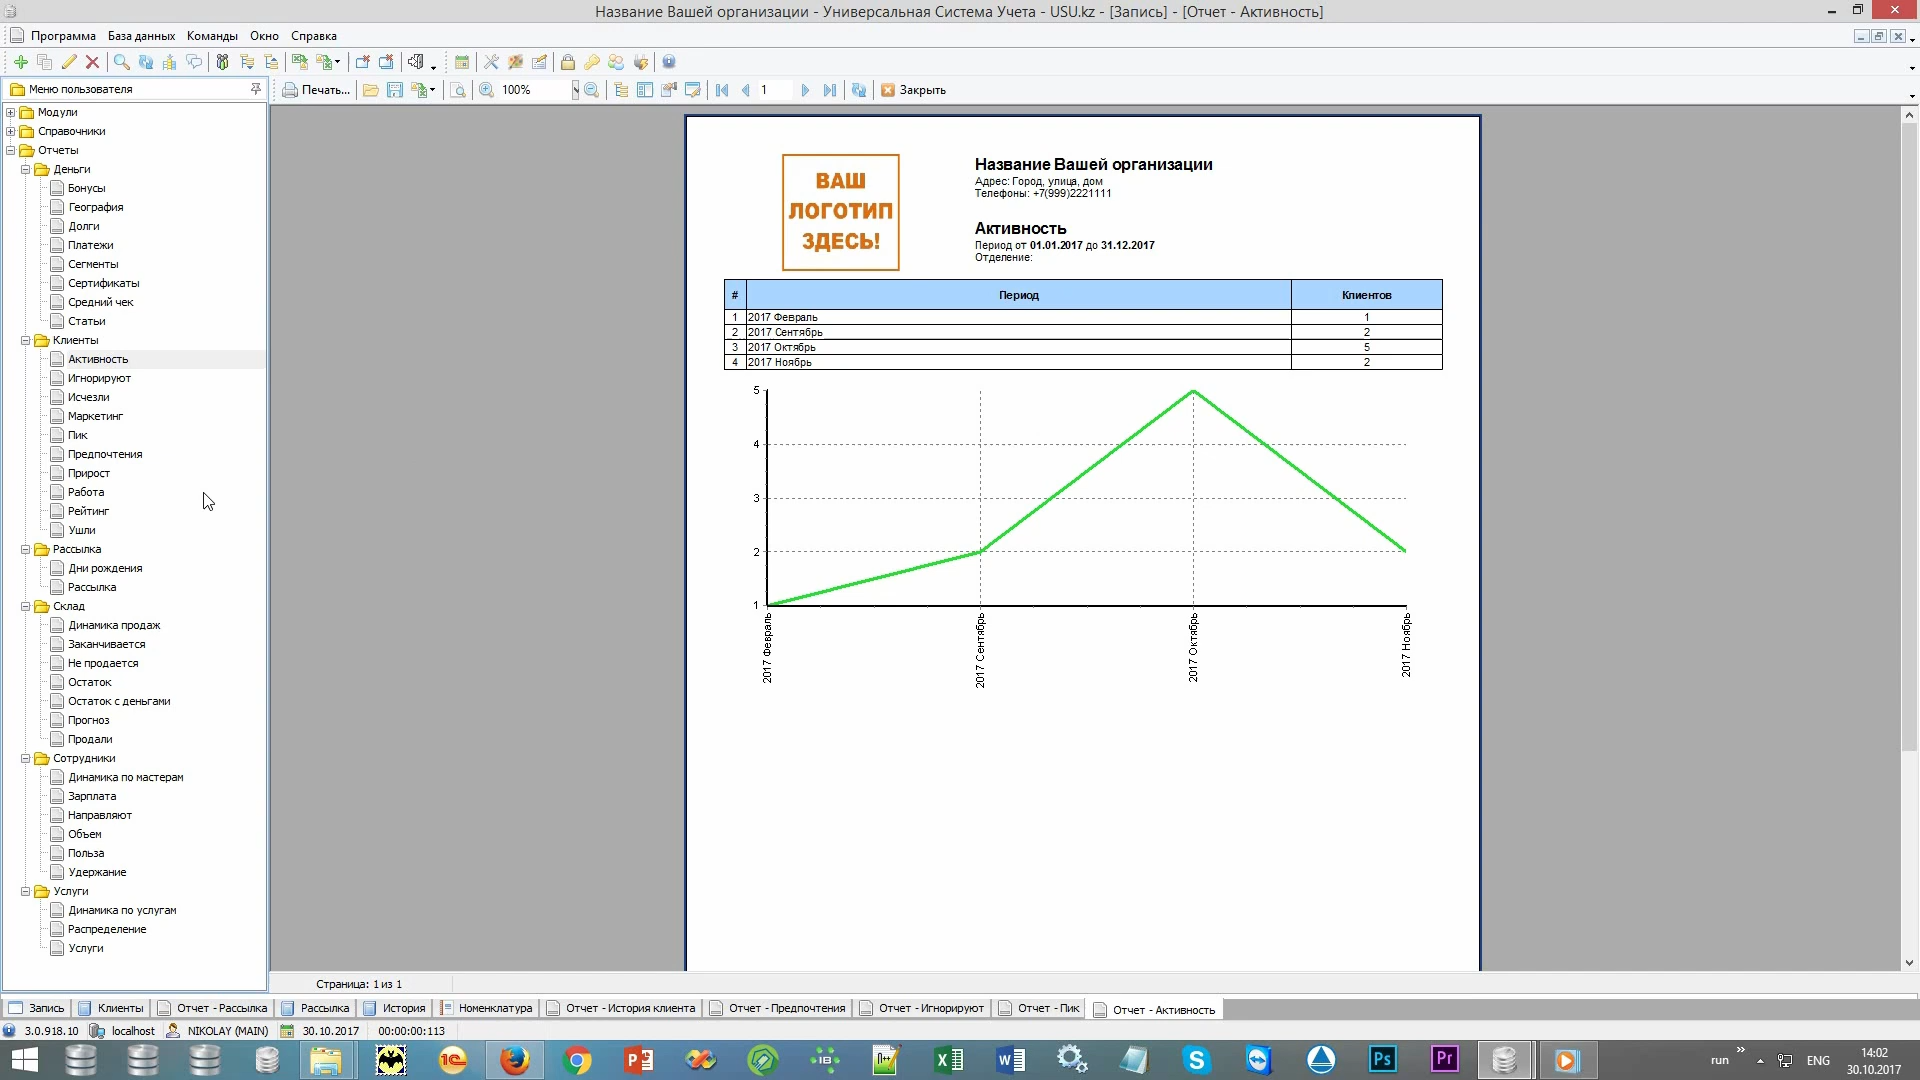 Название Вашей организации - Универсальная Система Учета - USU.kz - [Запись] - [Отчет - Активность]
Программа База данных Команды Окно Справка
Меню пользователя
Печать... 100% 1 Закрыть
Модули
Справочники
Отчеты
Деньги
Бонусы
География
Долги
Платежи
Сегменты
Сертификаты
Средний чек
Статьи
Клиенты
Активность
Игнорируют
Исчезли
Маркетинг
Пик
Предпочтения
Прирост
Работа
Рейтинг
Ушли
Рассылка
Дни рождения
Рассылка
Склад
Динамика продаж
Заканчивается
Не продается
Остаток
Остаток с деньгами
Прогноз
Продали
Сотрудники
Динамика по мастерам
Зарплата
Направляют
Объем
Польза
Удержание
Услуги
Динамика по услугам
Распределение
Услуги
ВАШ
ЛОГОТИП
ЗДЕСЬ!
Название Вашей организации
Адрес: Город, улица, дом
Телефоны: +7(999)2221111
Активность
Период от 01.01.2017 до 31.12.2017
Отделение:
# Период Клиентов
1 2017 Февраль 1
2 2017 Сентябрь 2
3 2017 Октябрь 5
4 2017 Ноябрь 2
5
4
3
2
1
2017 Февраль
2017 Сентябрь
2017 Октябрь
2017 Ноябрь
Страница: 1 из 1
Запись Клиенты Отчет - Рассылка Рассылка История Номенклатура Отчет - История клиента Отчет - Предпочтения Отчет - Игнорируют Отчет - Пик Отчет - Активность
3.0.918.10 localhost NIKOLAY (MAIN) 30.10.2017 00:00:00:113
run » ENG 14:02
30.10.2017